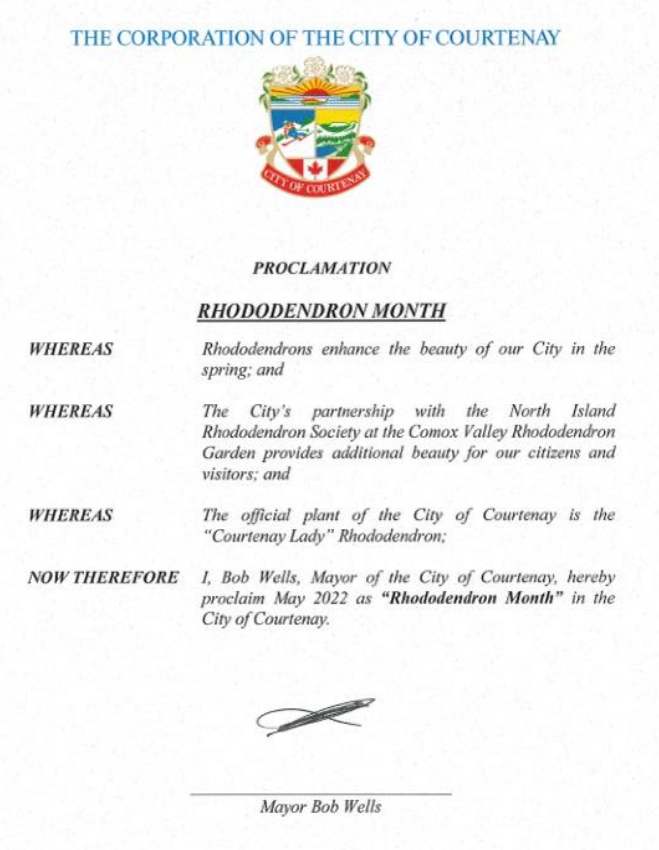 THE CORPORATION OF THE CITY OF COURTENAY
CITY OF COURTENAY
PROCLAMATION
RHODODENDRON MONTH
WHEREAS Rhododendrons enhance the beauty of our City in the
spring; and
WHEREAS The City's partnership with the North Island
Rhododendron Society at the Comox Valley Rhododendron
Garden provides additional beauty for our citizens and
visitors; and
WHEREAS The official plant of the City of Courtenay is the
"Courtenay Lady" Rhododendron;
NOW THEREFORE I, Bob Wells, Mayor of the City of Courtenay, hereby
proclaim May 2022 as "Rhododendron Month" in the
City of Courtenay.
Mayor Bob Wells